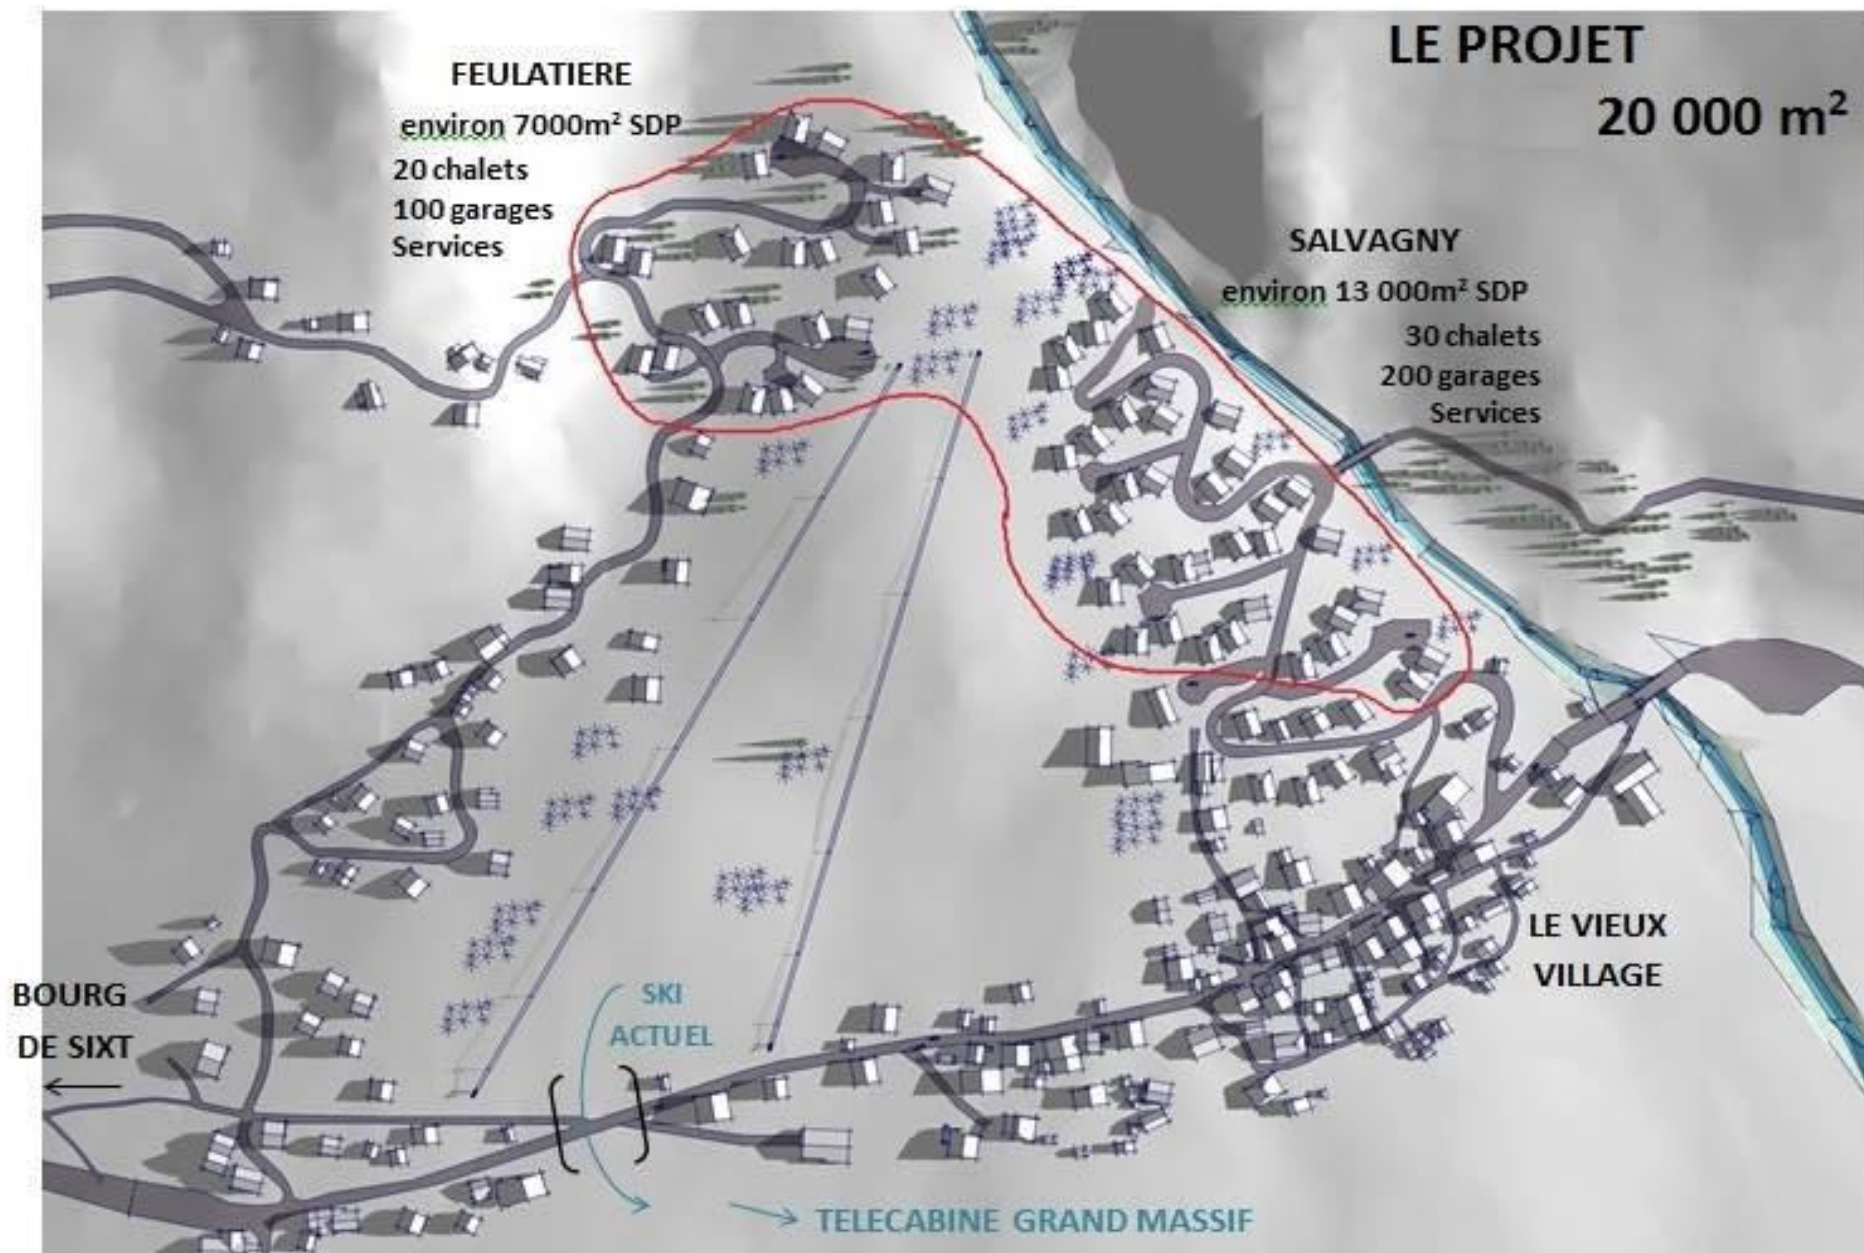 LE PROJET
20 000 m²
FEULATIERE
environ 7000m² SDP
20 chalets
100 garages
Services
SALVAGNY
environ 13 000m² SDP
30 chalets
200 garages
Services
LE VIEUX
VILLAGE
BOURG
DE SIXT
SKI
ACTUEL
TELECABINE GRAND MASSIF